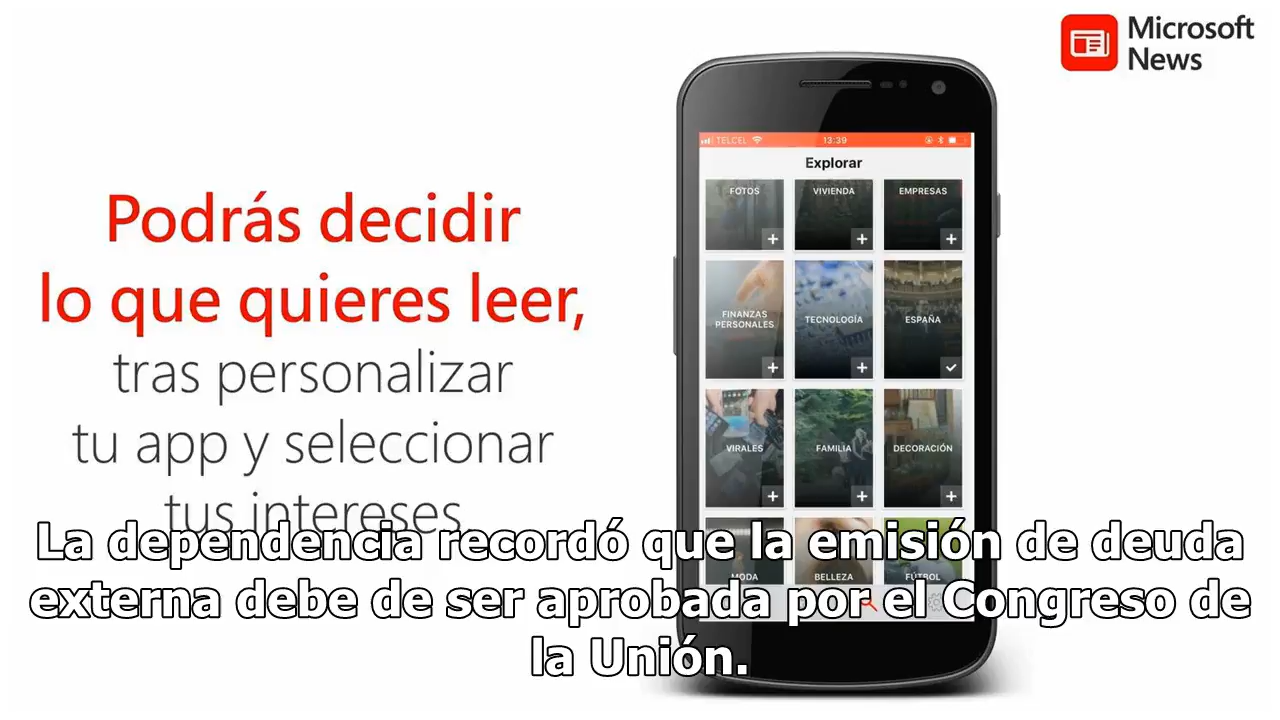 Microsoft
News
Podrás decidir
lo que quieres leer,
tras personalizar
tu app y seleccionar
tus intereses.
TELCEL 13:39
Explorar
FOTOS VIVIENDA EMPRESAS
FINANZAS
PERSONALES TECNOLOGÍA ESPAÑA
VIRALES FAMILIA DECORACIÓN
MODA BELLEZA FÚTBOL
La dependencia recordó que la emisión de deuda
externa debe de ser aprobada por el Congreso de
la Unión.